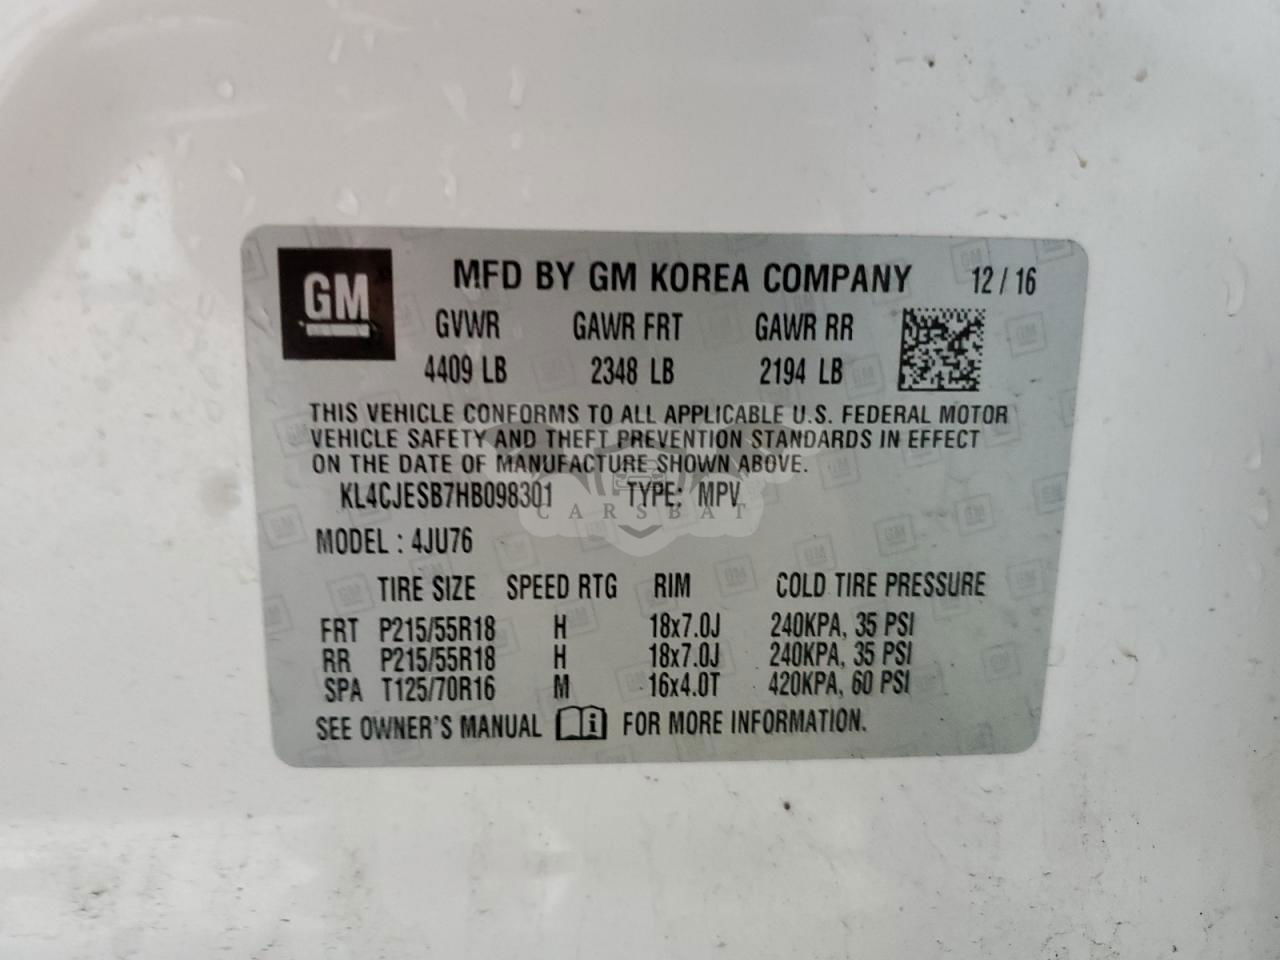 GM
MFD BY GM KOREA COMPANY 12 / 16
GVWR GAWR FRT GAWR RR
4409 LB 2348 LB 2194 LB
THIS VEHICLE CONFORMS TO ALL APPLICABLE U.S. FEDERAL MOTOR
VEHICLE SAFETY AND THEFT PREVENTION STANDARDS IN EFFECT
ON THE DATE OF MANUFACTURE SHOWN ABOVE.
KL4CJESB7HB098301 TYPE: MPV
CARSBAT
MODEL : 4JU76
TIRE SIZE SPEED RTG RIM COLD TIRE PRESSURE
FRT P215/55R18 H 18x7.0J 240KPA, 35 PSI
RR P215/55R18 H 18x7.0J 240KPA, 35 PSI
SPA T125/70R16 M 16x4.0T 420KPA, 60 PSI
SEE OWNER'S MANUAL FOR MORE INFORMATION.